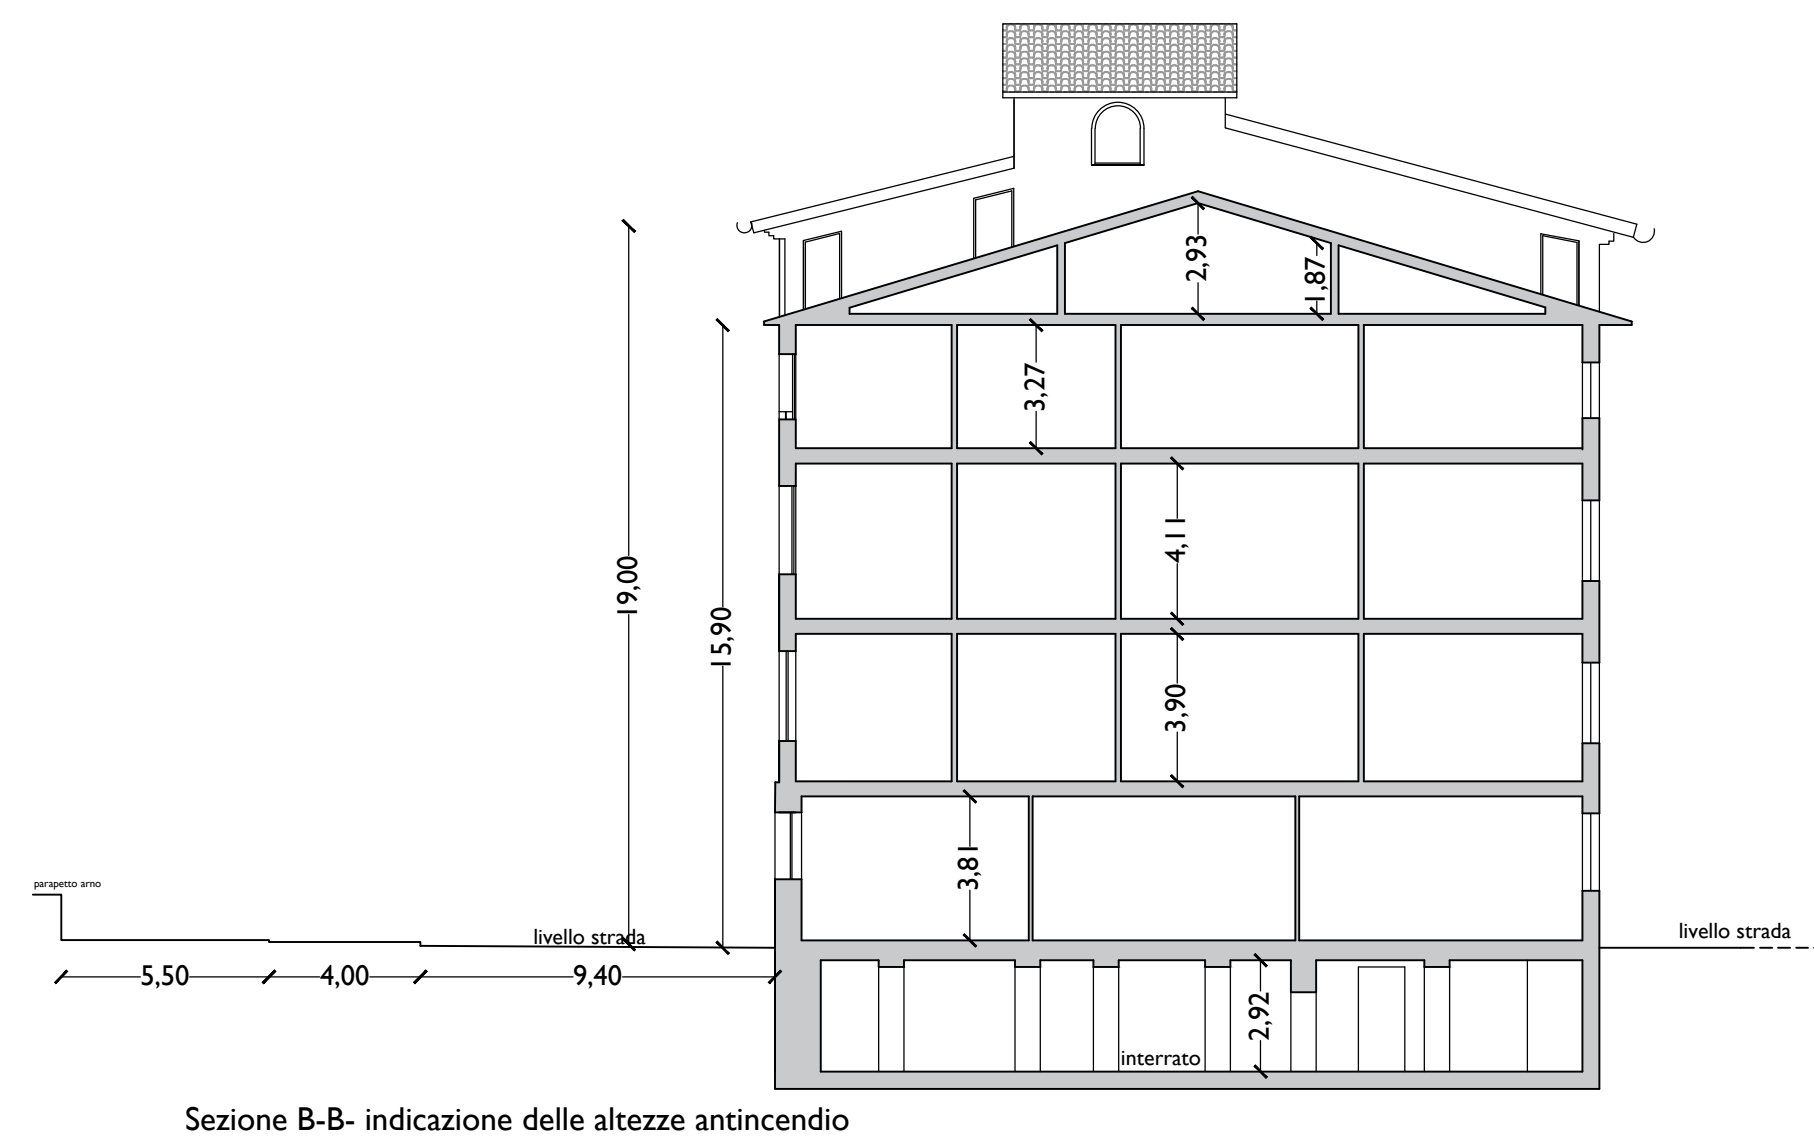 2,93
1,87
3,27
19,00
4,11
15,90
3,90
3,81
parapetto arno
livello strada
livello strada
5,50
4,00
9,40
2,92
interrato
Sezione B-B- indicazione delle altezze antincendio